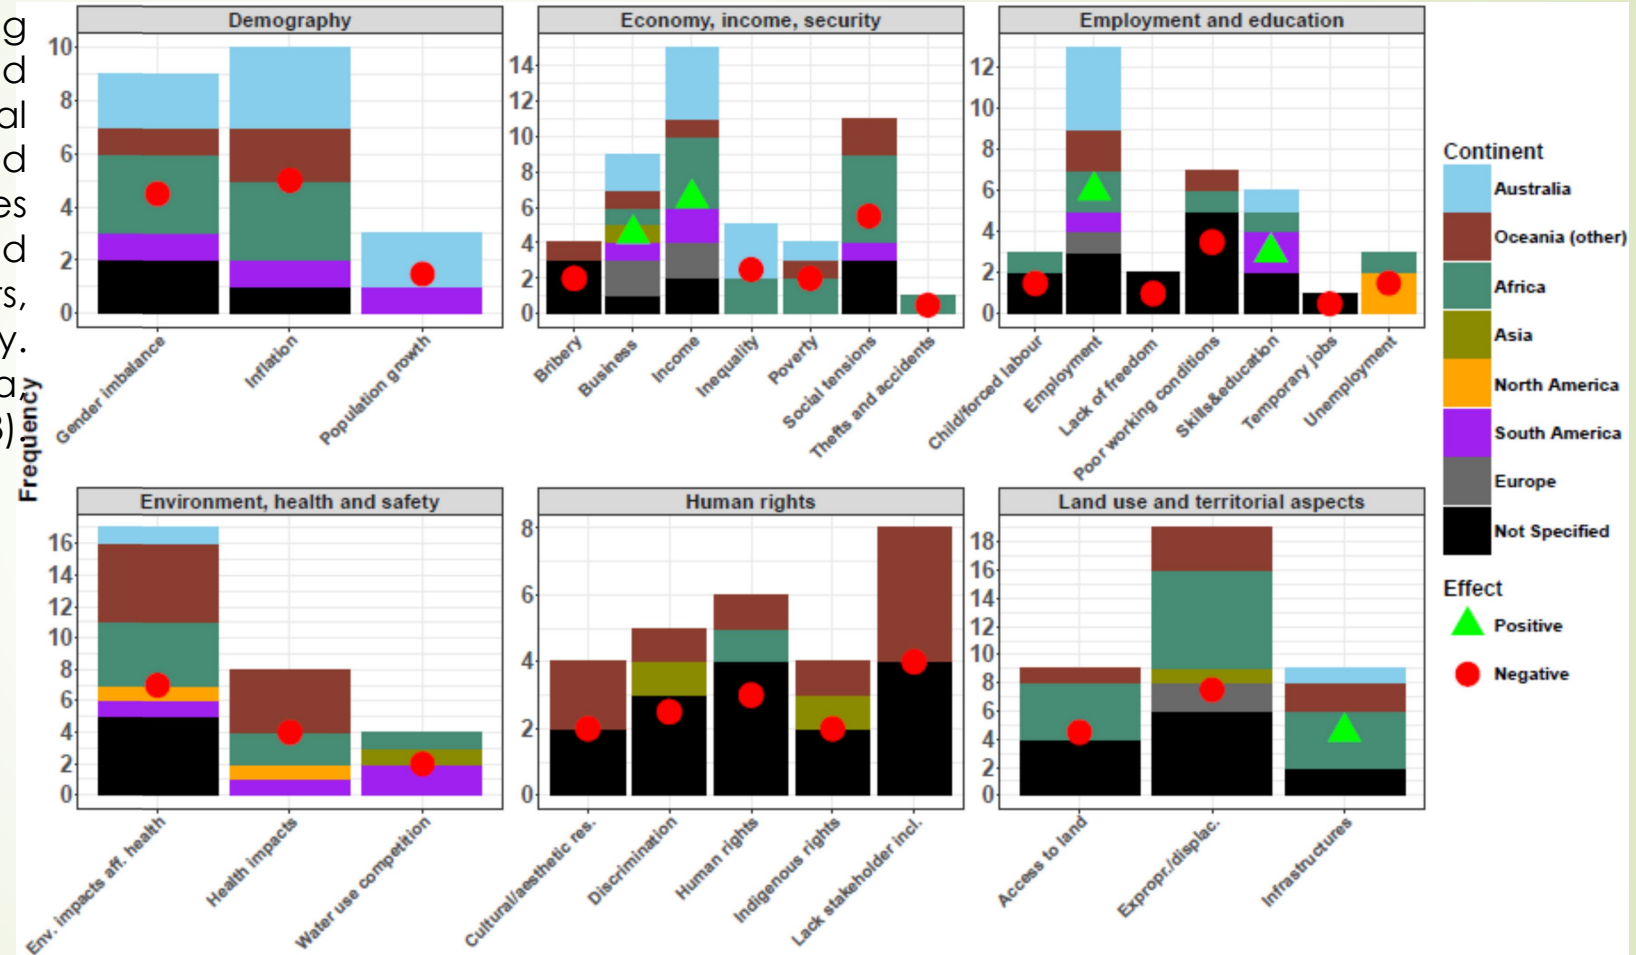 g
d
al
d
es
d
s,
y.
a,
3).
Frequency
Demography
10
8
6
4
2
0
Gender imbalance
Inflation
Population growth
Economy, income, security
14
12
10
8
6
4
2
0
Bribery
Business
Income
Inequality
Poverty
Social tensions
Thefts and accidents
Employment and education
12
10
8
6
4
2
0
Child/forced labour
Employment
Lack of freedom
Poor working conditions
Skills&education
Temporary jobs
Unemployment
Environment, health and safety
16
14
12
10
8
6
4
2
0
Env. impacts aff. health
Health impacts
Water use competition
Human rights
8
6
4
2
0
Cultural/aesthetic res.
Discrimination
Human rights
Indigenous rights
Lack stakeholder incl.
Land use and territorial aspects
18
16
14
12
10
8
6
4
2
0
Access to land
Expropr./displac.
Infrastructures
Continent
Australia
Oceania (other)
Africa
Asia
North America
South America
Europe
Not Specified
Effect
Positive
Negative